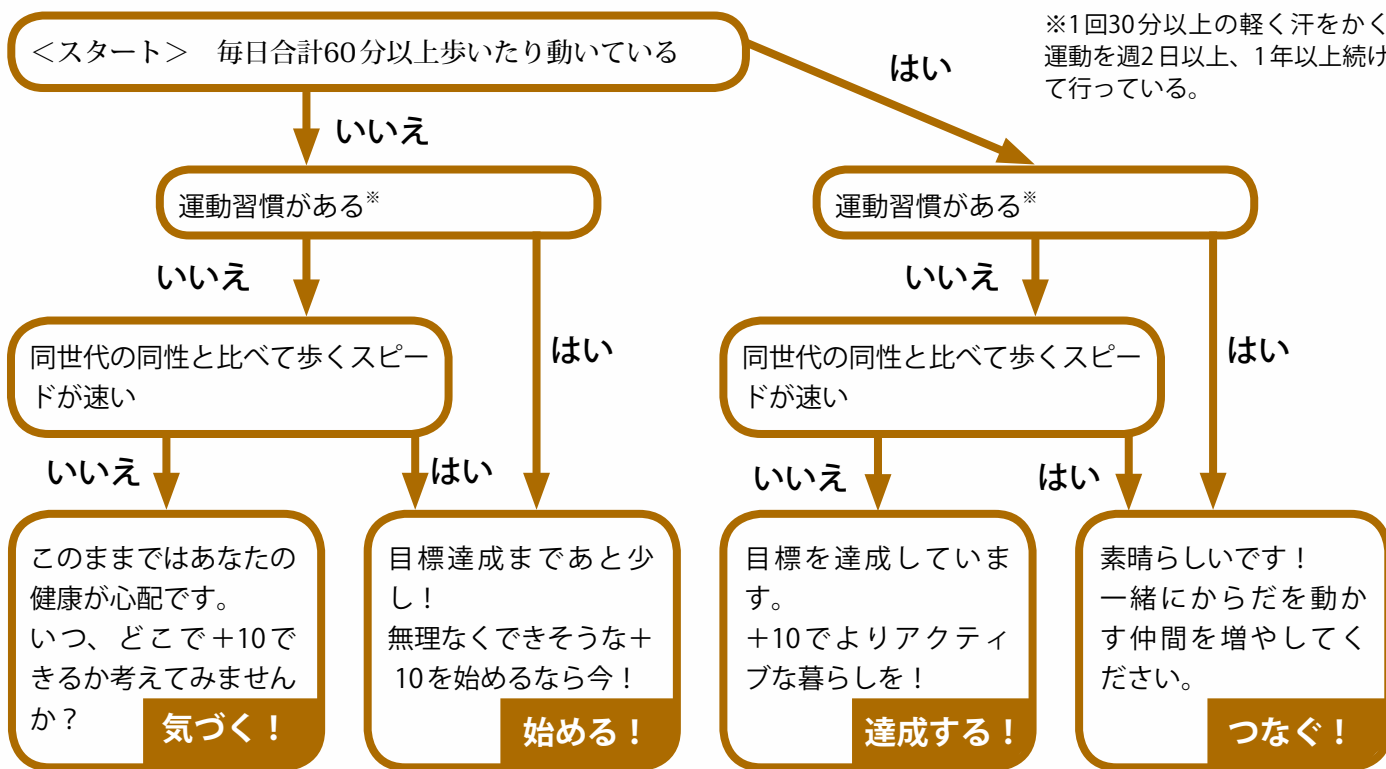 <スタート>　毎日合計60分以上歩いたり動いている
はい
※1回30分以上の軽く汗をかく
運動を週2日以上、1年以上続け
て行っている。
いいえ
運動習慣がある※
運動習慣がある※
いいえ
はい
いいえ
はい
同世代の同性と比べて歩くスピー
ドが速い
同世代の同性と比べて歩くスピー
ドが速い
いいえ
はい
いいえ
はい
このままではあなたの
健康が心配です。
いつ、どこで＋10で
きるか考えてみません
か？
気づく！
目標達成まであと少
し！
無理なくできそうな＋
10を始めるなら今！
始める！
目標を達成していま
す。
＋10でよりアクティ
ブな暮らしを！
達成する！
素晴らしいです！
一緒にからだを動か
す仲間を増やしてく
ださい。
つなぐ！